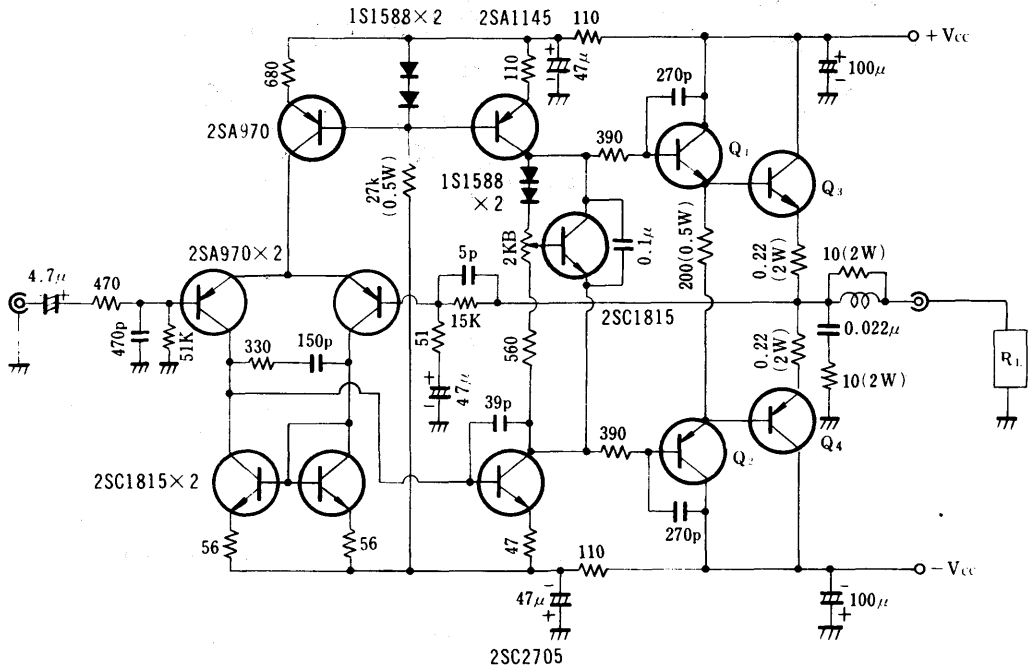 1S1588×2
2SA1145
110
+Vcc
680
110
+
-
47μ
270p
+
-
100μ
2SA970
390
Q1
27k
(0.5W)
1S1588
×2
Q3
2SA970×2
2KB
0.1μ
200(0.5W)
0.22
(2W)
10(2W)
4.7μ
+
470
5p
470p
51K
51
15K
2SC1815
0.022μ
330
150p
+
-
47μ
560
0.22
(2W)
10(2W)
RL
39p
390
2SC1815×2
Q2
Q4
56
56
47
270p
110
-Vcc
47μ
-
+
-
+
100μ
2SC2705